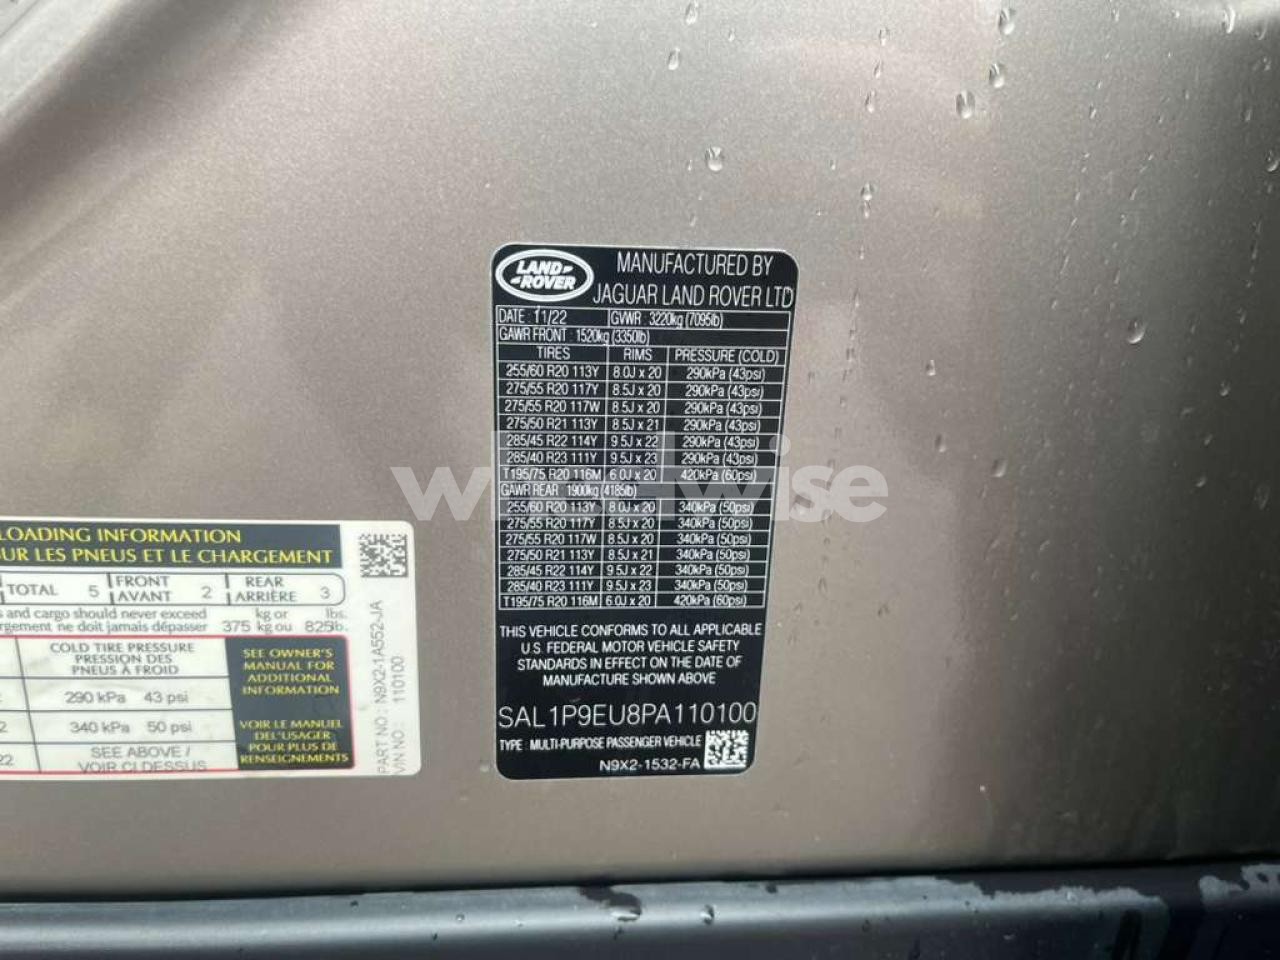 LAND-
-ROVER
MANUFACTURED BY
JAGUAR LAND ROVER LTD
DATE : 11/22 GVWR : 3220kg (7095lb)
GAWR FRONT : 1520kg (3350lb)
TIRES RIMS PRESSURE (COLD)
255/60 R20 113Y 8.0J x 20 290kPa (43psi)
275/55 R20 117Y 8.5J x 20 290kPa (43psi)
275/55 R20 117W 8.5J x 20 290kPa (43psi)
275/50 R21 113Y 8.5J x 21 290kPa (43psi)
285/45 R22 114Y 9.5J x 22 290kPa (43psi)
285/40 R23 111Y 9.5J x 23 290kPa (43psi)
T195/75 R20 116M 6.0J x 20 420kPa (60psi)
GAWR REAR : 1900kg (4185lb)
255/60 R20 113Y 8.0J x 20 340kPa (50psi)
275/55 R20 117Y 8.5J x 20 340kPa (50psi)
275/55 R20 117W 8.5J x 20 340kPa (50psi)
275/50 R21 113Y 8.5J x 21 340kPa (50psi)
285/45 R22 114Y 9.5J x 22 340kPa (50psi)
285/40 R23 111Y 9.5J x 23 340kPa (50psi)
T195/75 R20 116M 6.0J x 20 420kPa (60psi)
THIS VEHICLE CONFORMS TO ALL APPLICABLE
U.S. FEDERAL MOTOR VEHICLE SAFETY
STANDARDS IN EFFECT ON THE DATE OF
MANUFACTURE SHOWN ABOVE
SAL1P9EU8PA110100
TYPE : MULTI-PURPOSE PASSENGER VEHICLE
N9X2-1532-FA
wheelwise
LOADING INFORMATION
SUR LES PNEUS ET LE CHARGEMENT
TOTAL 5 FRONT AVANT 2 REAR ARRIÈRE 3
and cargo should never exceed kg or lbs.
ne doit jamais dépasser 375 kg ou 825lb.
COLD TIRE PRESSURE
PRESSION DES
PNEUS À FROID
290 kPa 43 psi
340 kPa 50 psi
SEE ABOVE /
VOIR CI DESSUS
SEE OWNER'S
MANUAL FOR
ADDITIONAL
INFORMATION
VOIR LE MANUEL
DE L'USAGER
POUR PLUS DE
RENSEIGNEMENTS
PART NO : N9X2-1A552-JA
VIN NO : 110100